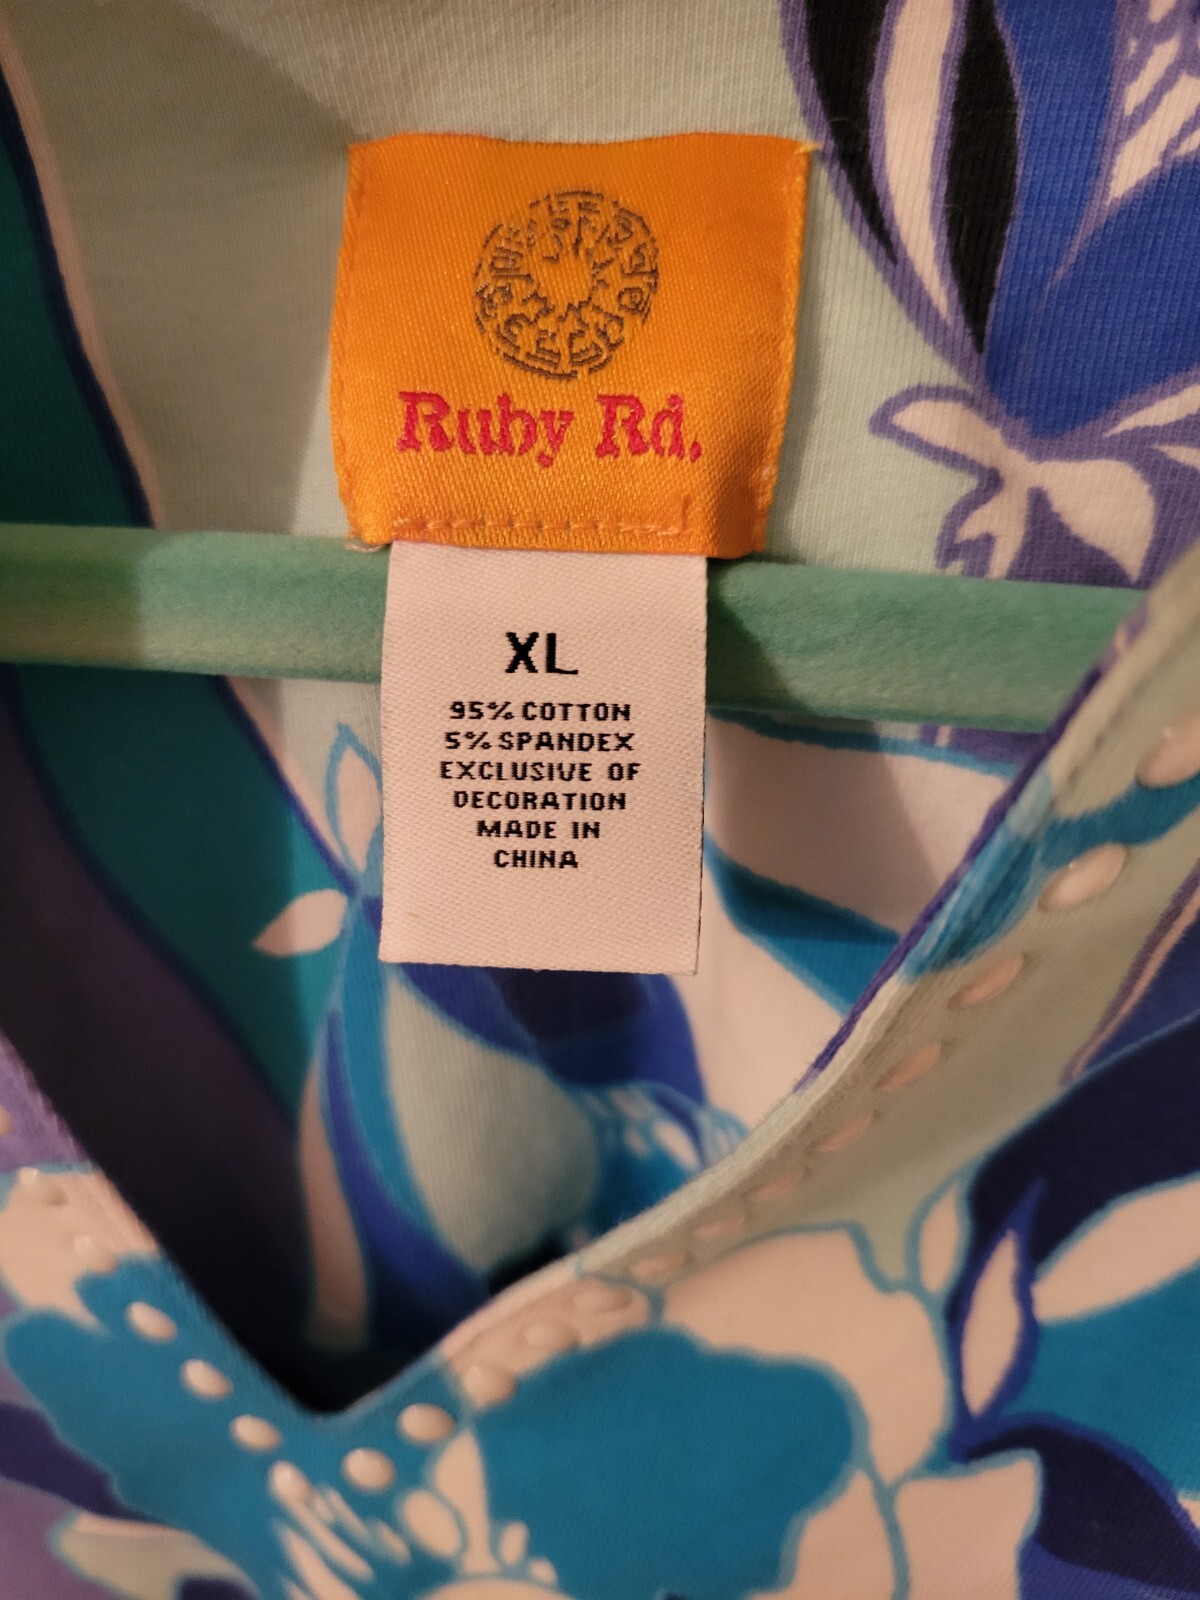 Ruby Rd.
XL
95% COTTON
5% SPANDEX
EXCLUSIVE OF
DECORATION
MADE IN
CHINA